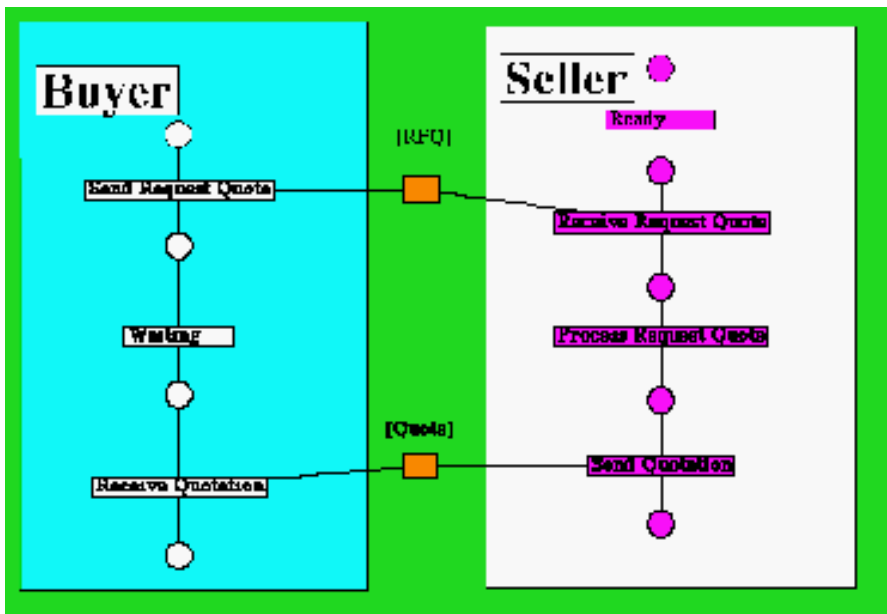 Buyer
Seller
Ready
[RFQ]
Send Request Quote
Receive Request Quote
Waiting
Process Request Quote
[Quote]
Send Quotation
Receive Quotation